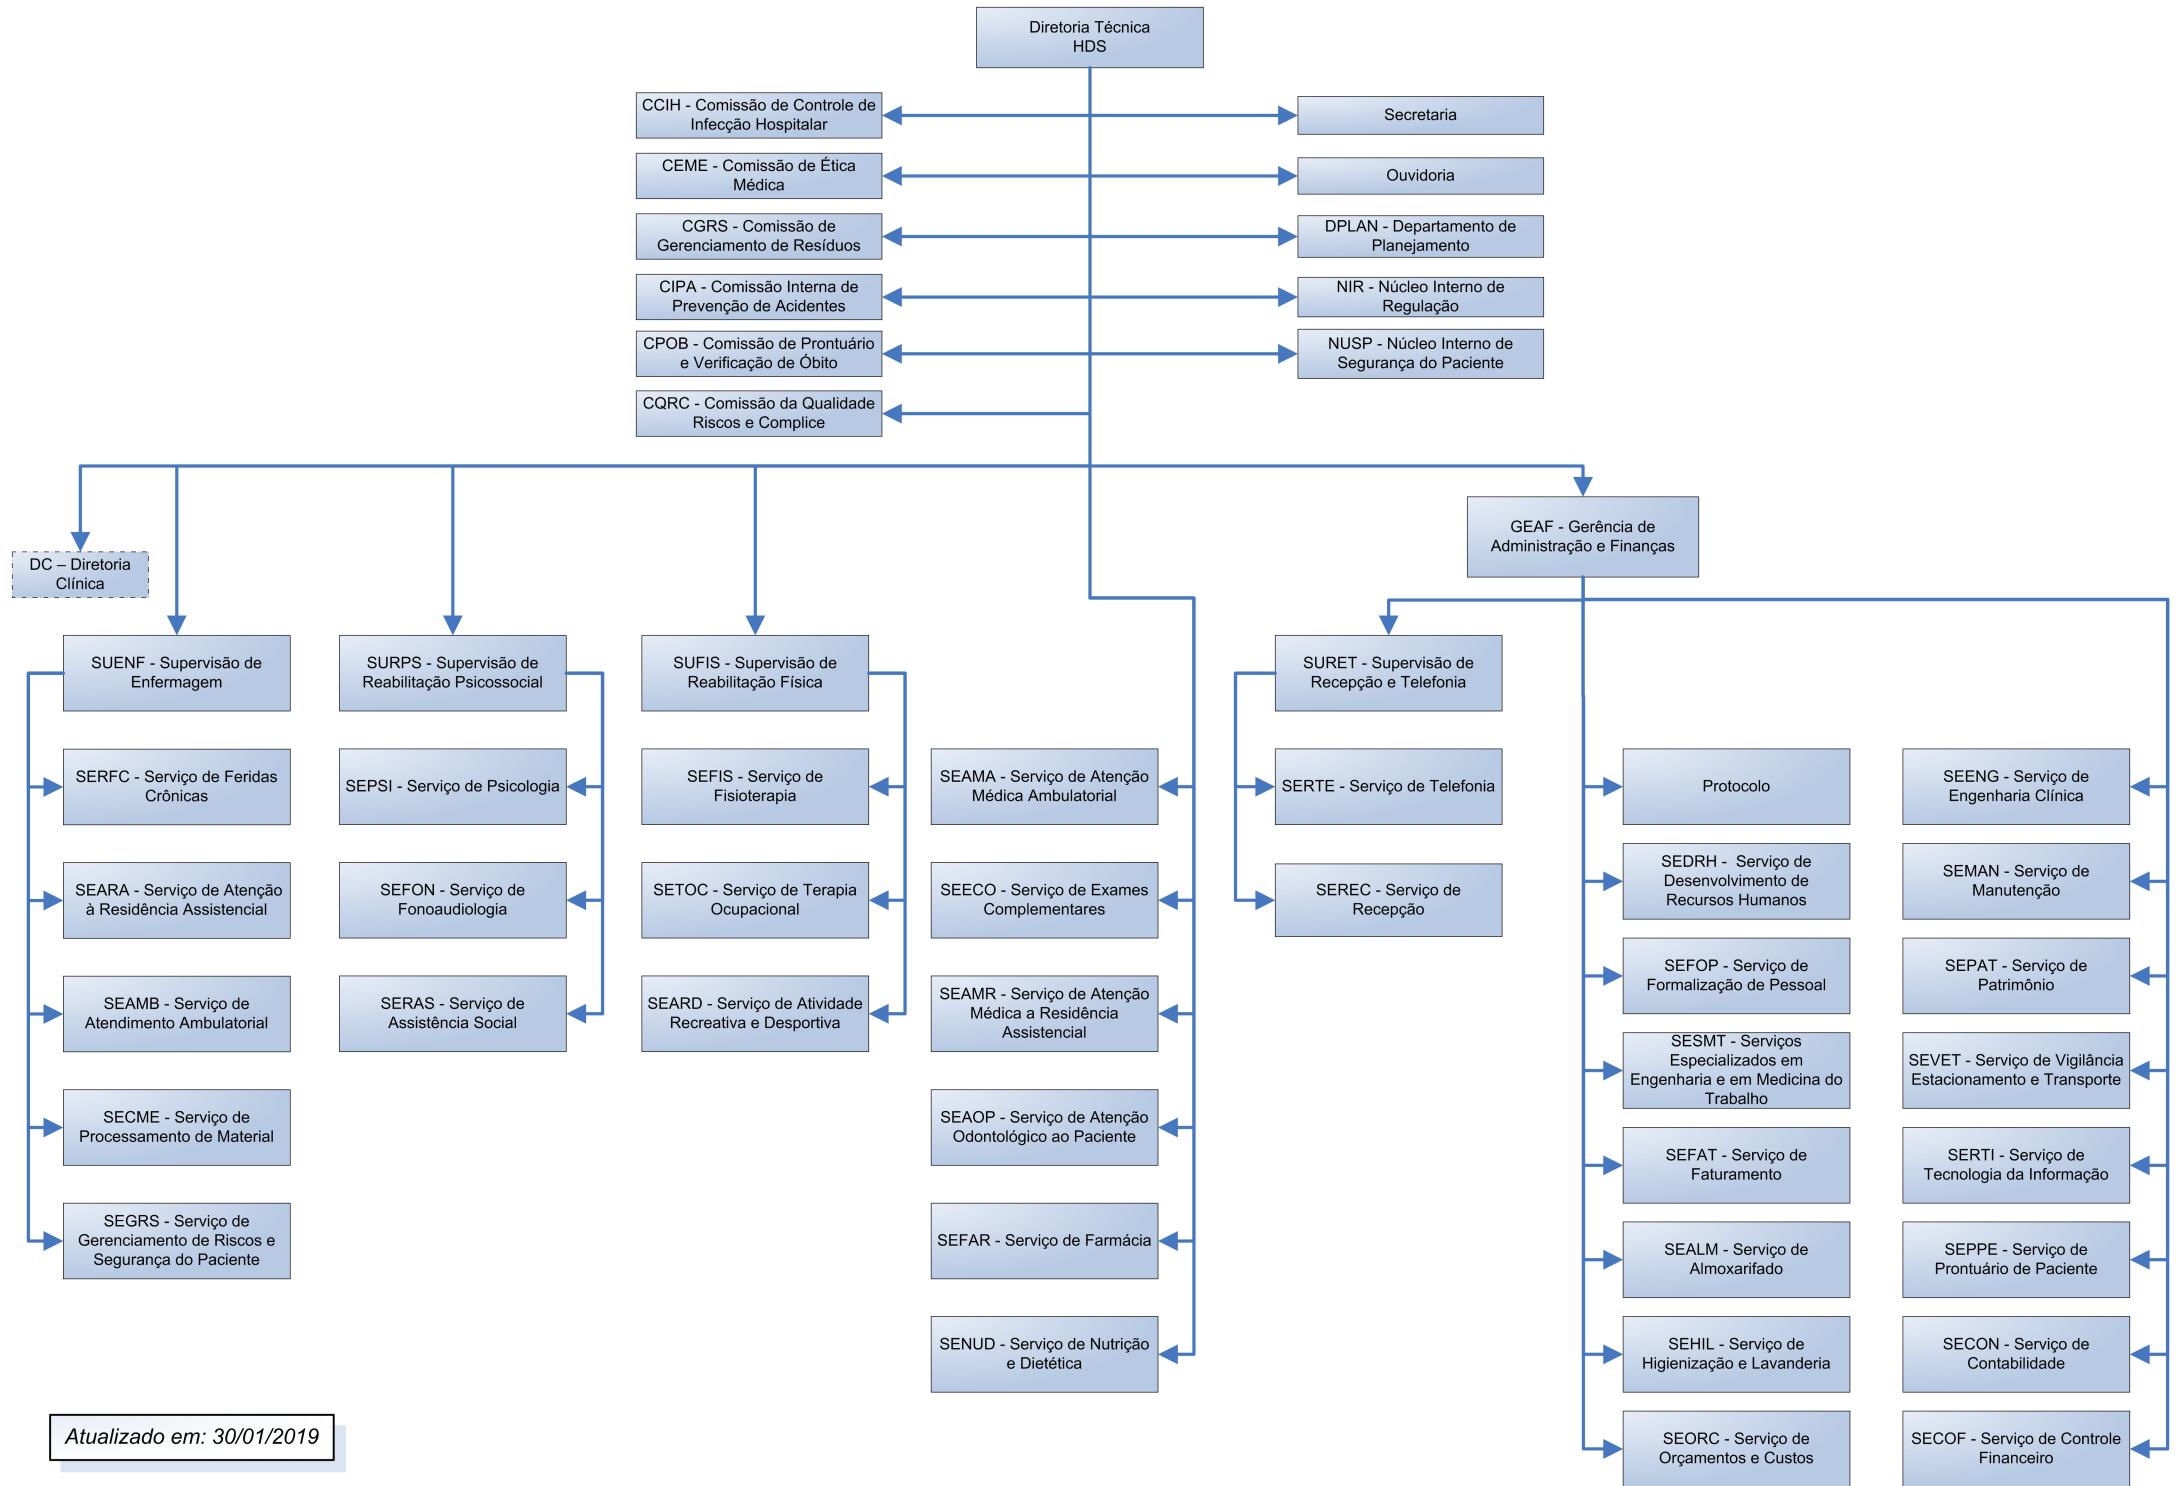 Diretoria Técnica
HDS
CCIH - Comissão de Controle de
Infecção Hospitalar
Secretaria
CEME - Comissão de Ética
Médica
Ouvidoria
CGRS - Comissão de
Gerenciamento de Resíduos
DPLAN - Departamento de
Planejamento
CIPA - Comissão Interna de
Prevenção de Acidentes
NIR - Núcleo Interno de
Regulação
CPOB - Comissão de Prontuário
e Verificação de Óbito
NUSP - Núcleo Interno de
Segurança do Paciente
CQRC - Comissão da Qualidade
Riscos e Complice
GEAF - Gerência de
Administração e Finanças
DC – Diretoria
Clínica
SUENF - Supervisão de
Enfermagem
SERFC - Serviço de Feridas
Crônicas
SEARA - Serviço de Atenção
à Residência Assistencial
SEAMB - Serviço de
Atendimento Ambulatorial
SECME - Serviço de
Processamento de Material
SEGRS - Serviço de
Gerenciamento de Riscos e
Segurança do Paciente
SURPS - Supervisão de
Reabilitação Psicossocial
SEPSI - Serviço de Psicologia
SEFON - Serviço de
Fonoaudiologia
SERAS - Serviço de
Assistência Social
SUFIS - Supervisão de
Reabilitação Física
SEFIS - Serviço de
Fisioterapia
SETOC - Serviço de Terapia
Ocupacional
SEARD - Serviço de Atividade
Recreativa e Desportiva
SEAMA - Serviço de Atenção
Médica Ambulatorial
SEECO - Serviço de Exames
Complementares
SEAMR - Serviço de Atenção
Médica a Residência
Assistencial
SEAOP - Serviço de Atenção
Odontológico ao Paciente
SEFAR - Serviço de Farmácia
SENUD - Serviço de Nutrição
e Dietética
SURET - Supervisão de
Recepção e Telefonia
SERTE - Serviço de Telefonia
SEREC - Serviço de
Recepção
Protocolo
SEDRH -  Serviço de
Desenvolvimento de
Recursos Humanos
SEFOP - Serviço de
Formalização de Pessoal
SESMT - Serviços
Especializados em
Engenharia e em Medicina do
Trabalho
SEFAT - Serviço de
Faturamento
SEALM - Serviço de
Almoxarifado
SEHIL - Serviço de
Higienização e Lavanderia
SEORC - Serviço de
Orçamentos e Custos
SEENG - Serviço de
Engenharia Clínica
SEMAN - Serviço de
Manutenção
SEPAT - Serviço de
Patrimônio
SEVET - Serviço de Vigilância
Estacionamento e Transporte
SERTI - Serviço de
Tecnologia da Informação
SEPPE - Serviço de
Prontuário de Paciente
SECON - Serviço de
Contabilidade
SECOF - Serviço de Controle
Financeiro
Atualizado em: 30/01/2019